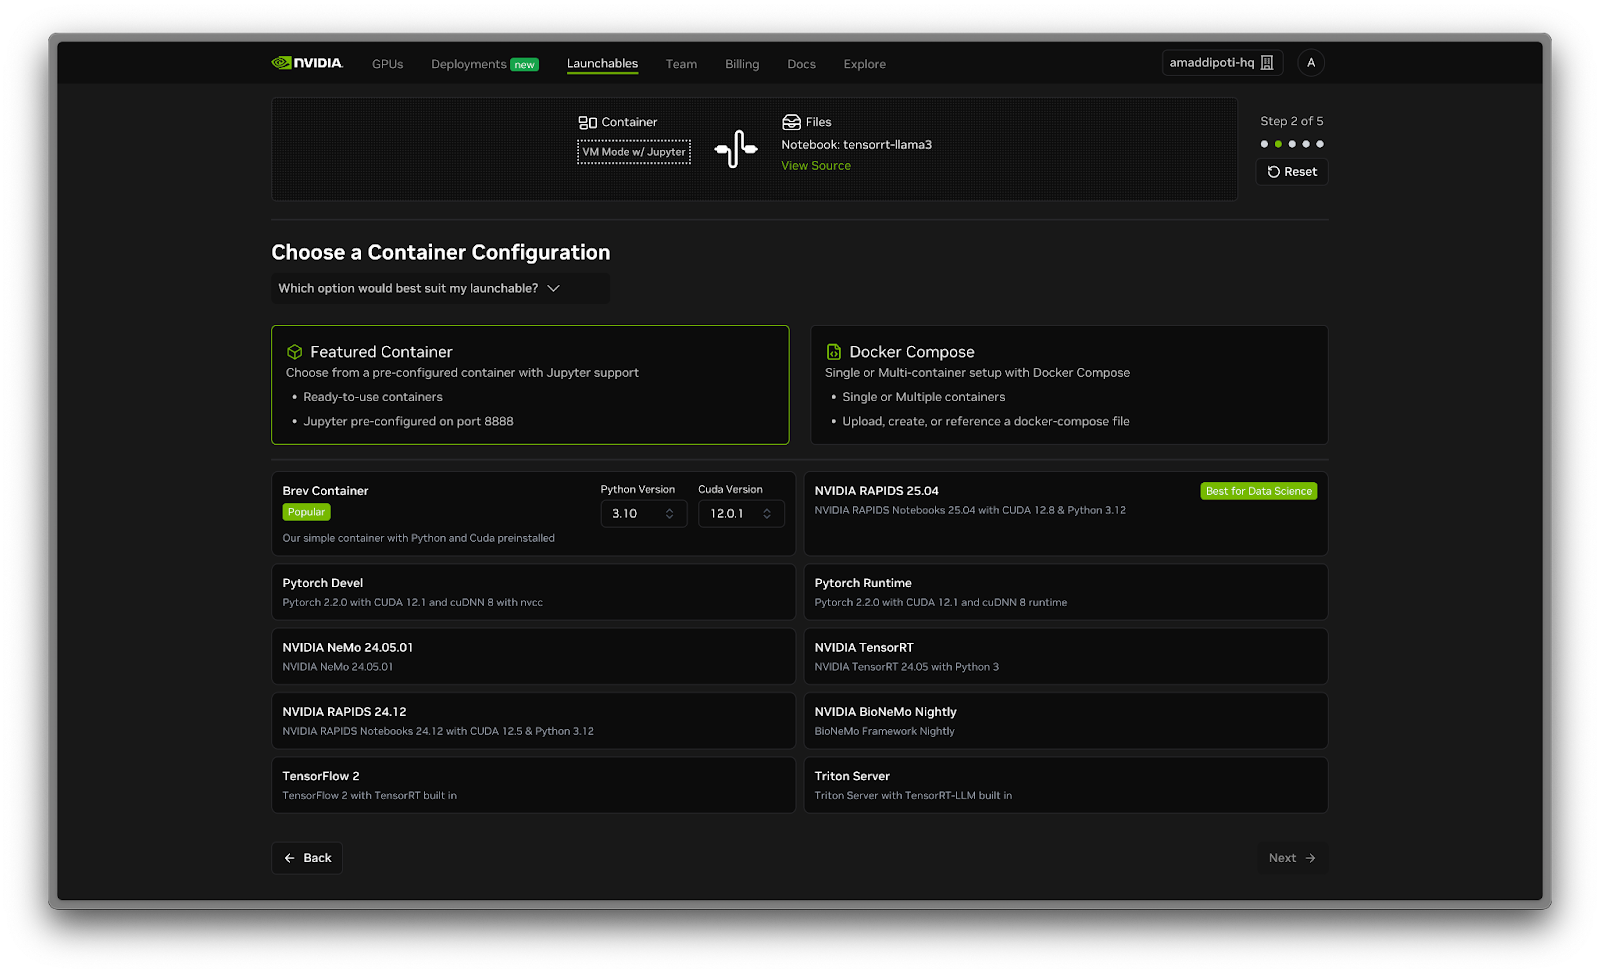 NVIDIA
GPUs
Deployments new
Launchables
Team
Billing
Docs
Explore
amaddipoti-hq
A
Container
VM Mode w/ Jupyter
Files
Notebook: tensorrt-llama3
View Source
Step 2 of 5
Reset
Choose a Container Configuration
Which option would best suit my launchable?
Featured Container
Choose from a pre-configured container with Jupyter support
• Ready-to-use containers
• Jupyter pre-configured on port 8888
Docker Compose
Single or Multi-container setup with Docker Compose
• Single or Multiple containers
• Upload, create, or reference a docker-compose file
Brev Container
Popular
Our simple container with Python and Cuda preinstalled
Python Version
3.10
Cuda Version
12.0.1
NVIDIA RAPIDS 25.04
Best for Data Science
NVIDIA RAPIDS Notebooks 25.04 with CUDA 12.8 & Python 3.12
Pytorch Devel
Pytorch 2.2.0 with CUDA 12.1 and cuDNN 8 with nvcc
Pytorch Runtime
Pytorch 2.2.0 with CUDA 12.1 and cuDNN 8 runtime
NVIDIA NeMo 24.05.01
NVIDIA NeMo 24.05.01
NVIDIA TensorRT
NVIDIA TensorRT 24.05 with Python 3
NVIDIA RAPIDS 24.12
NVIDIA RAPIDS Notebooks 24.12 with CUDA 12.5 & Python 3.12
NVIDIA BioNeMo Nightly
BioNeMo Framework Nightly
TensorFlow 2
TensorFlow 2 with TensorRT built in
Triton Server
Triton Server with TensorRT-LLM built in
← Back
Next →